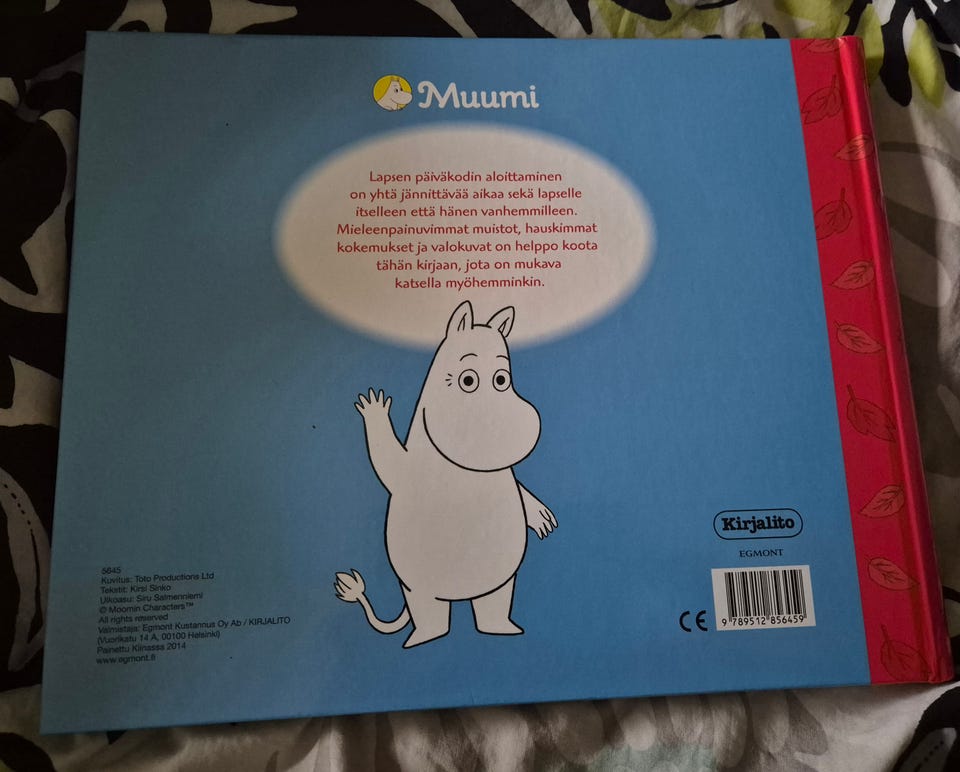 Muumi
Lapsen päiväkodin aloittaminen
on yhtä jännittävää aikaa sekä lapselle
itselleen että hänen vanhemmilleen.
Mieleenpainuvimmat muistot, hauskimmat
kokemukset ja valokuvat on helppo koota
tähän kirjaan, jota on mukava
katsella myöhemminkin.
5645
Kuvitus: Toto Productions Ltd
Tekstit: Kirsi Sinko
Ulkoasu: Siru Salmenniemi
© Moomin Characters™
All rights reserved
Valmistaja: Egmont Kustannus Oy Ab / KIRJALITO
(Vuorikatu 14 A, 00100 Helsinki)
Painettu Kiinassa 2014
www.egmont.fi
Kirjalito
EGMONT
CE
9 789512 856459